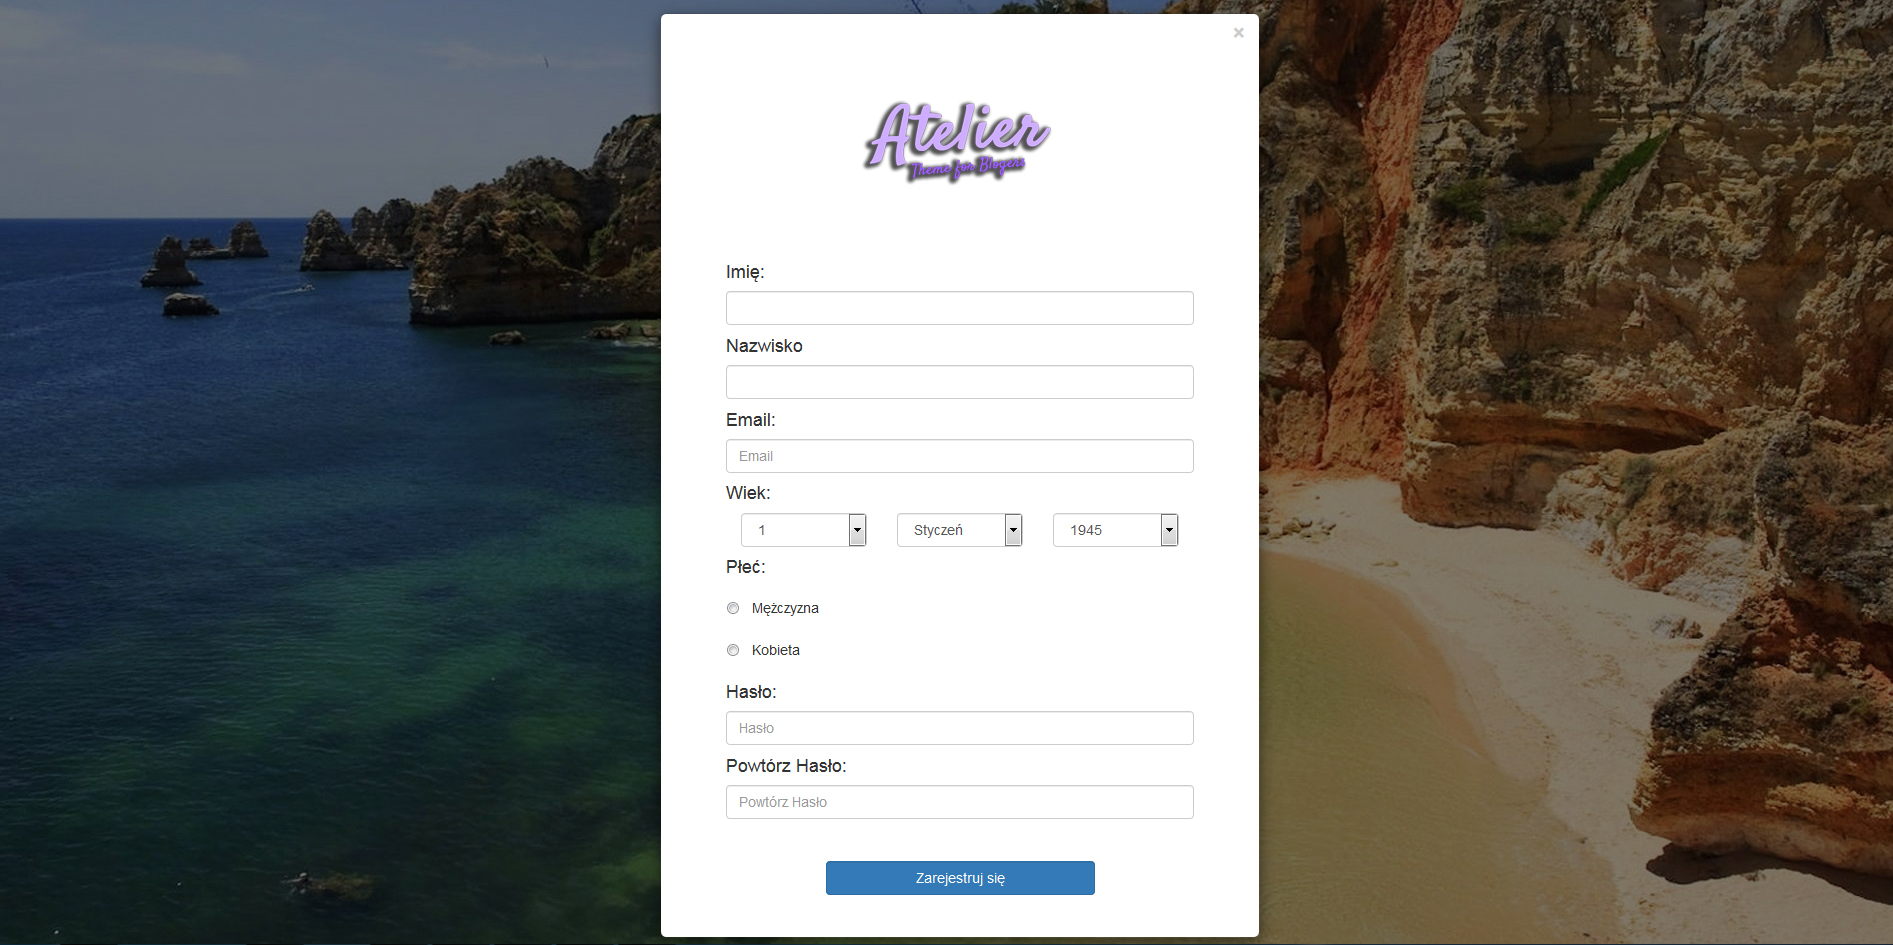 ×
Atelier
Theme for Blogers
Imię:
Nazwisko
Email:
Email
Wiek:
1 Styczeń 1945
Płeć:
Mężczyzna
Kobieta
Hasło:
Hasło
Powtórz Hasło:
Powtórz Hasło
Zarejestruj się